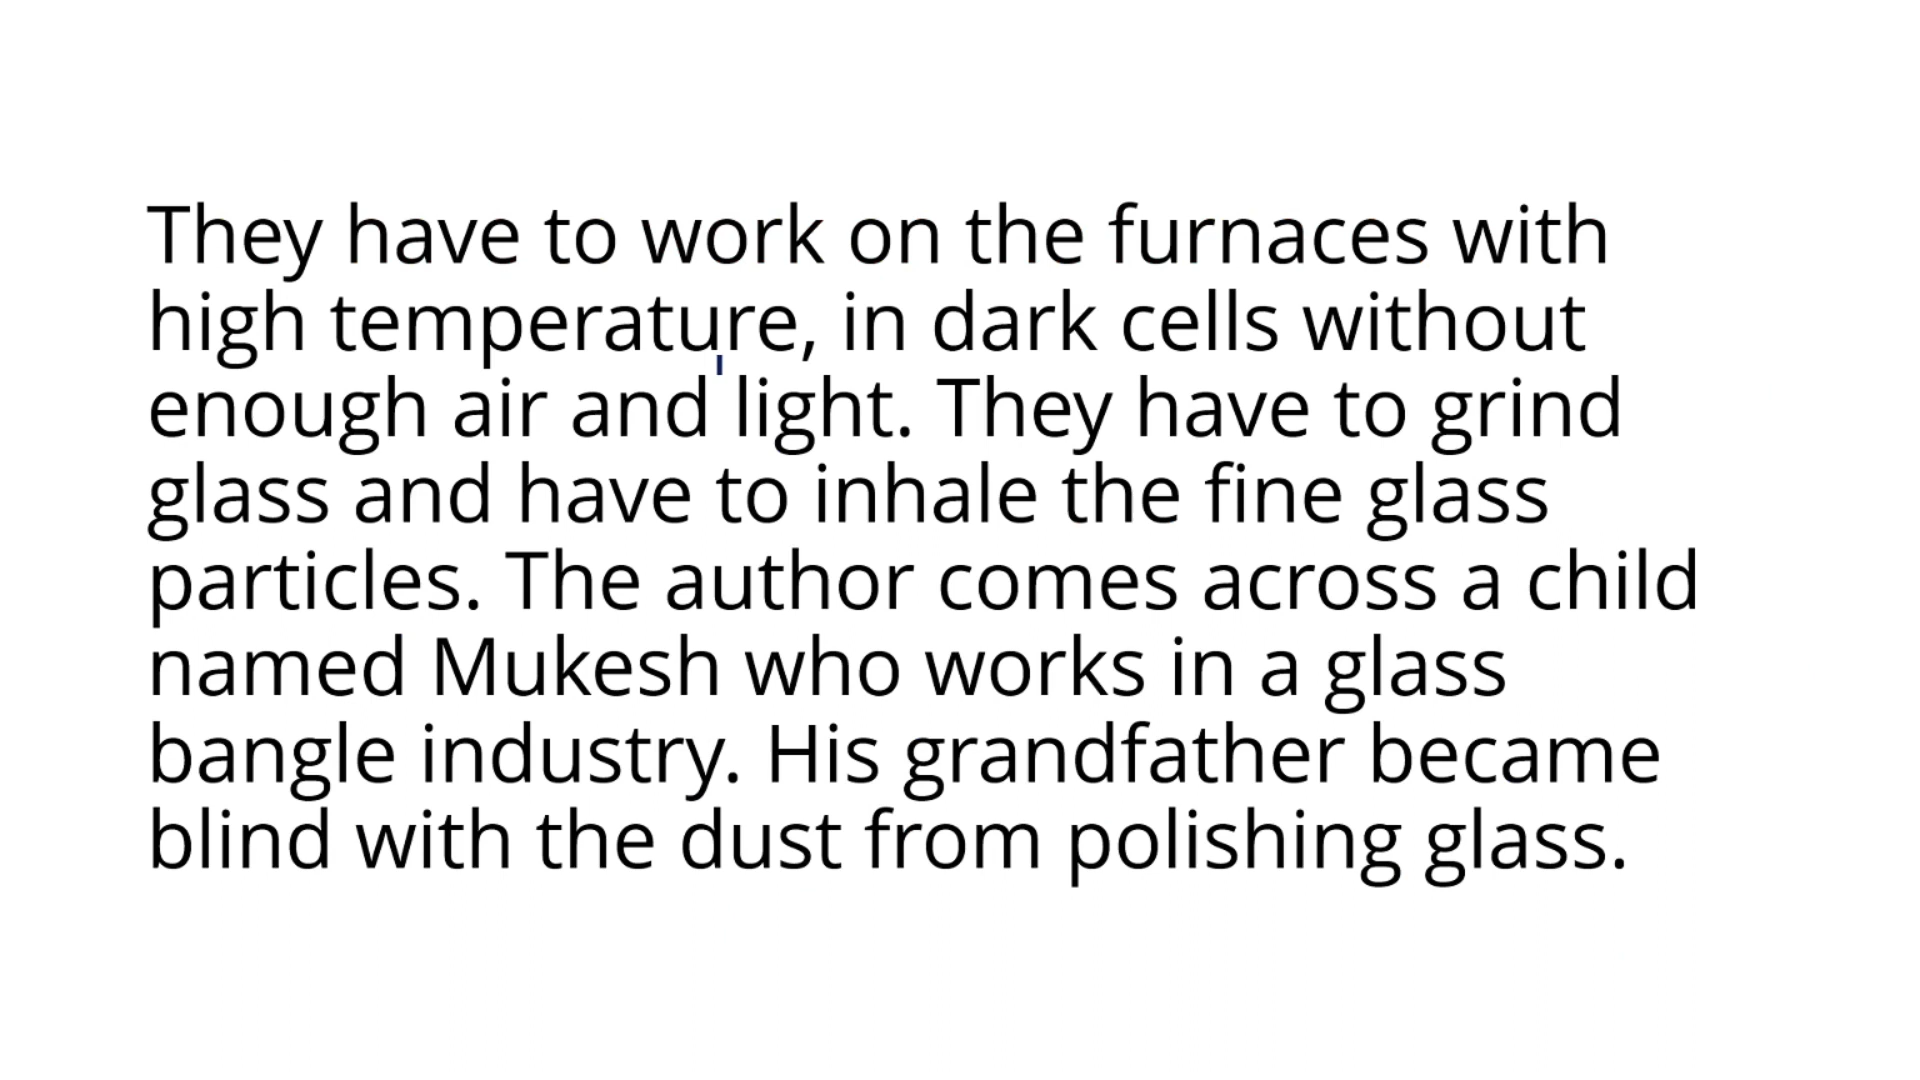 They have to work on the furnaces with
high temperature, in dark cells without
enough air and light. They have to grind
glass and have to inhale the fine glass
particles. The author comes across a child
named Mukesh who works in a glass
bangle industry. His grandfather became
blind with the dust from polishing glass.